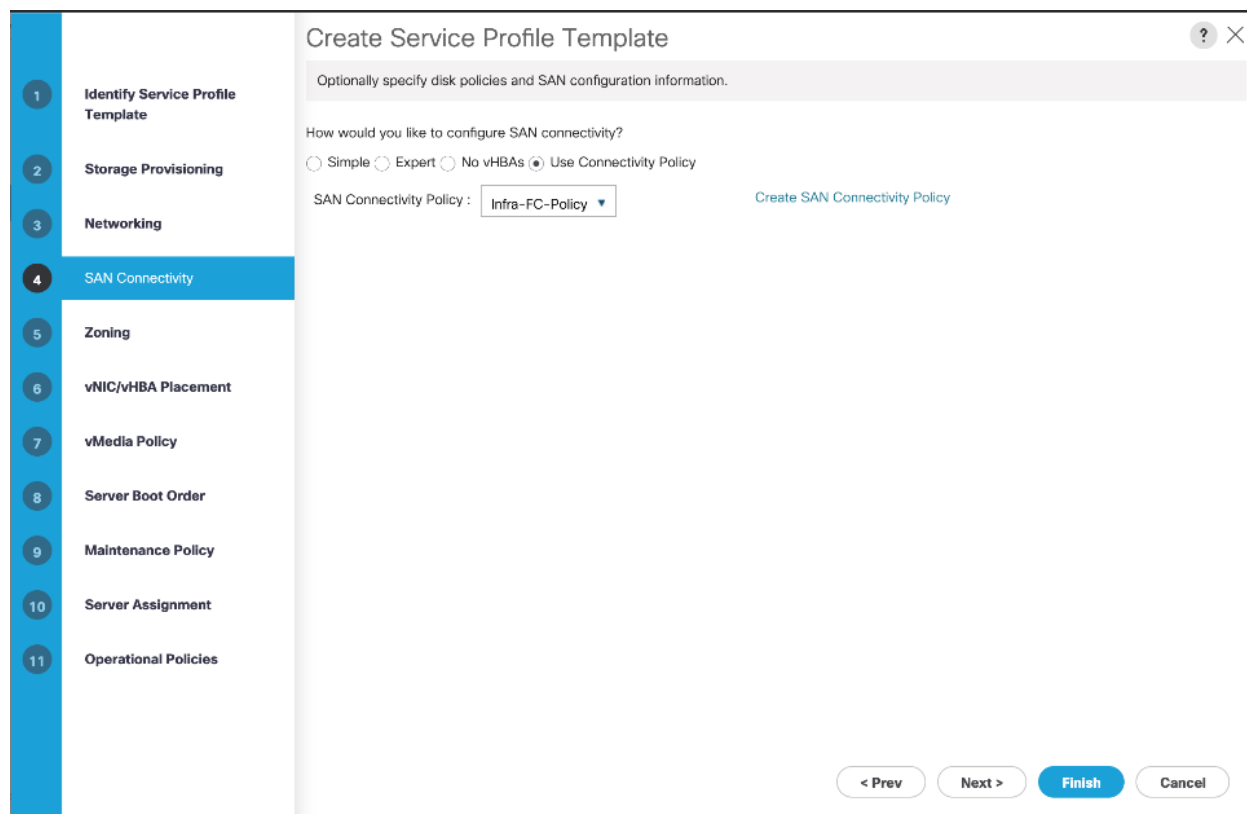 Create Service Profile Template
?
Optionally specify disk policies and SAN configuration information.
1
Identify Service Profile
Template
2
Storage Provisioning
3
Networking
4
SAN Connectivity
5
Zoning
6
vNIC/vHBA Placement
7
vMedia Policy
8
Server Boot Order
9
Maintenance Policy
10
Server Assignment
11
Operational Policies
How would you like to configure SAN connectivity?
Simple Expert No vHBAs Use Connectivity Policy
SAN Connectivity Policy : Infra-FC-Policy Create SAN Connectivity Policy
< Prev Next > Finish Cancel